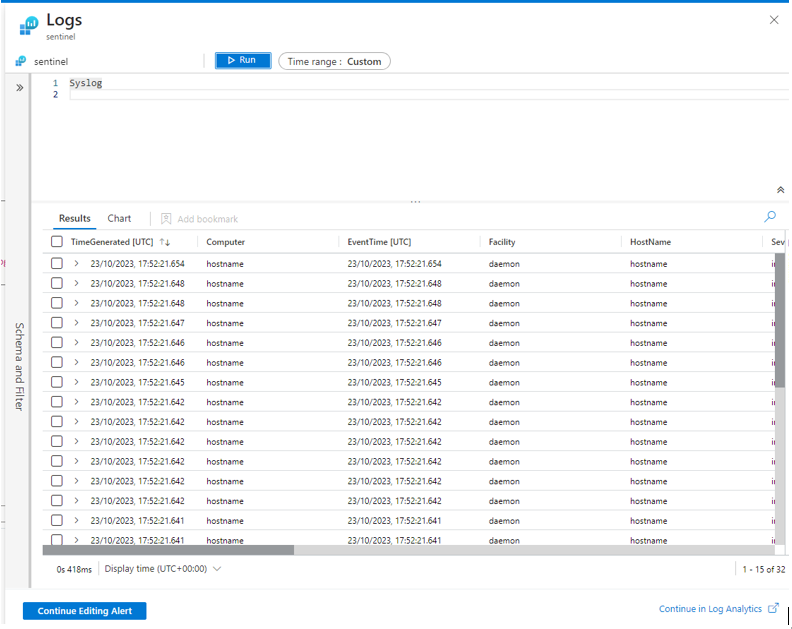 Logs
sentinel
sentinel Run Time range : Custom
1 Syslog
2
Results Chart Add bookmark
TimeGenerated [UTC] Computer EventTime [UTC] Facility HostName Sev
23/10/2023, 17:52:21.654 hostname 23/10/2023, 17:52:21.654 daemon hostname
23/10/2023, 17:52:21.648 hostname 23/10/2023, 17:52:21.648 daemon hostname
23/10/2023, 17:52:21.648 hostname 23/10/2023, 17:52:21.648 daemon hostname
23/10/2023, 17:52:21.647 hostname 23/10/2023, 17:52:21.647 daemon hostname
23/10/2023, 17:52:21.646 hostname 23/10/2023, 17:52:21.646 daemon hostname
23/10/2023, 17:52:21.646 hostname 23/10/2023, 17:52:21.646 daemon hostname
23/10/2023, 17:52:21.645 hostname 23/10/2023, 17:52:21.645 daemon hostname
23/10/2023, 17:52:21.642 hostname 23/10/2023, 17:52:21.642 daemon hostname
23/10/2023, 17:52:21.642 hostname 23/10/2023, 17:52:21.642 daemon hostname
23/10/2023, 17:52:21.642 hostname 23/10/2023, 17:52:21.642 daemon hostname
23/10/2023, 17:52:21.642 hostname 23/10/2023, 17:52:21.642 daemon hostname
23/10/2023, 17:52:21.642 hostname 23/10/2023, 17:52:21.642 daemon hostname
23/10/2023, 17:52:21.642 hostname 23/10/2023, 17:52:21.642 daemon hostname
23/10/2023, 17:52:21.641 hostname 23/10/2023, 17:52:21.641 daemon hostname
23/10/2023, 17:52:21.641 hostname 23/10/2023, 17:52:21.641 daemon hostname
Schema and Filter
0s 418ms Display time (UTC+00:00) 1 - 15 of 32
Continue Editing Alert Continue in Log Analytics